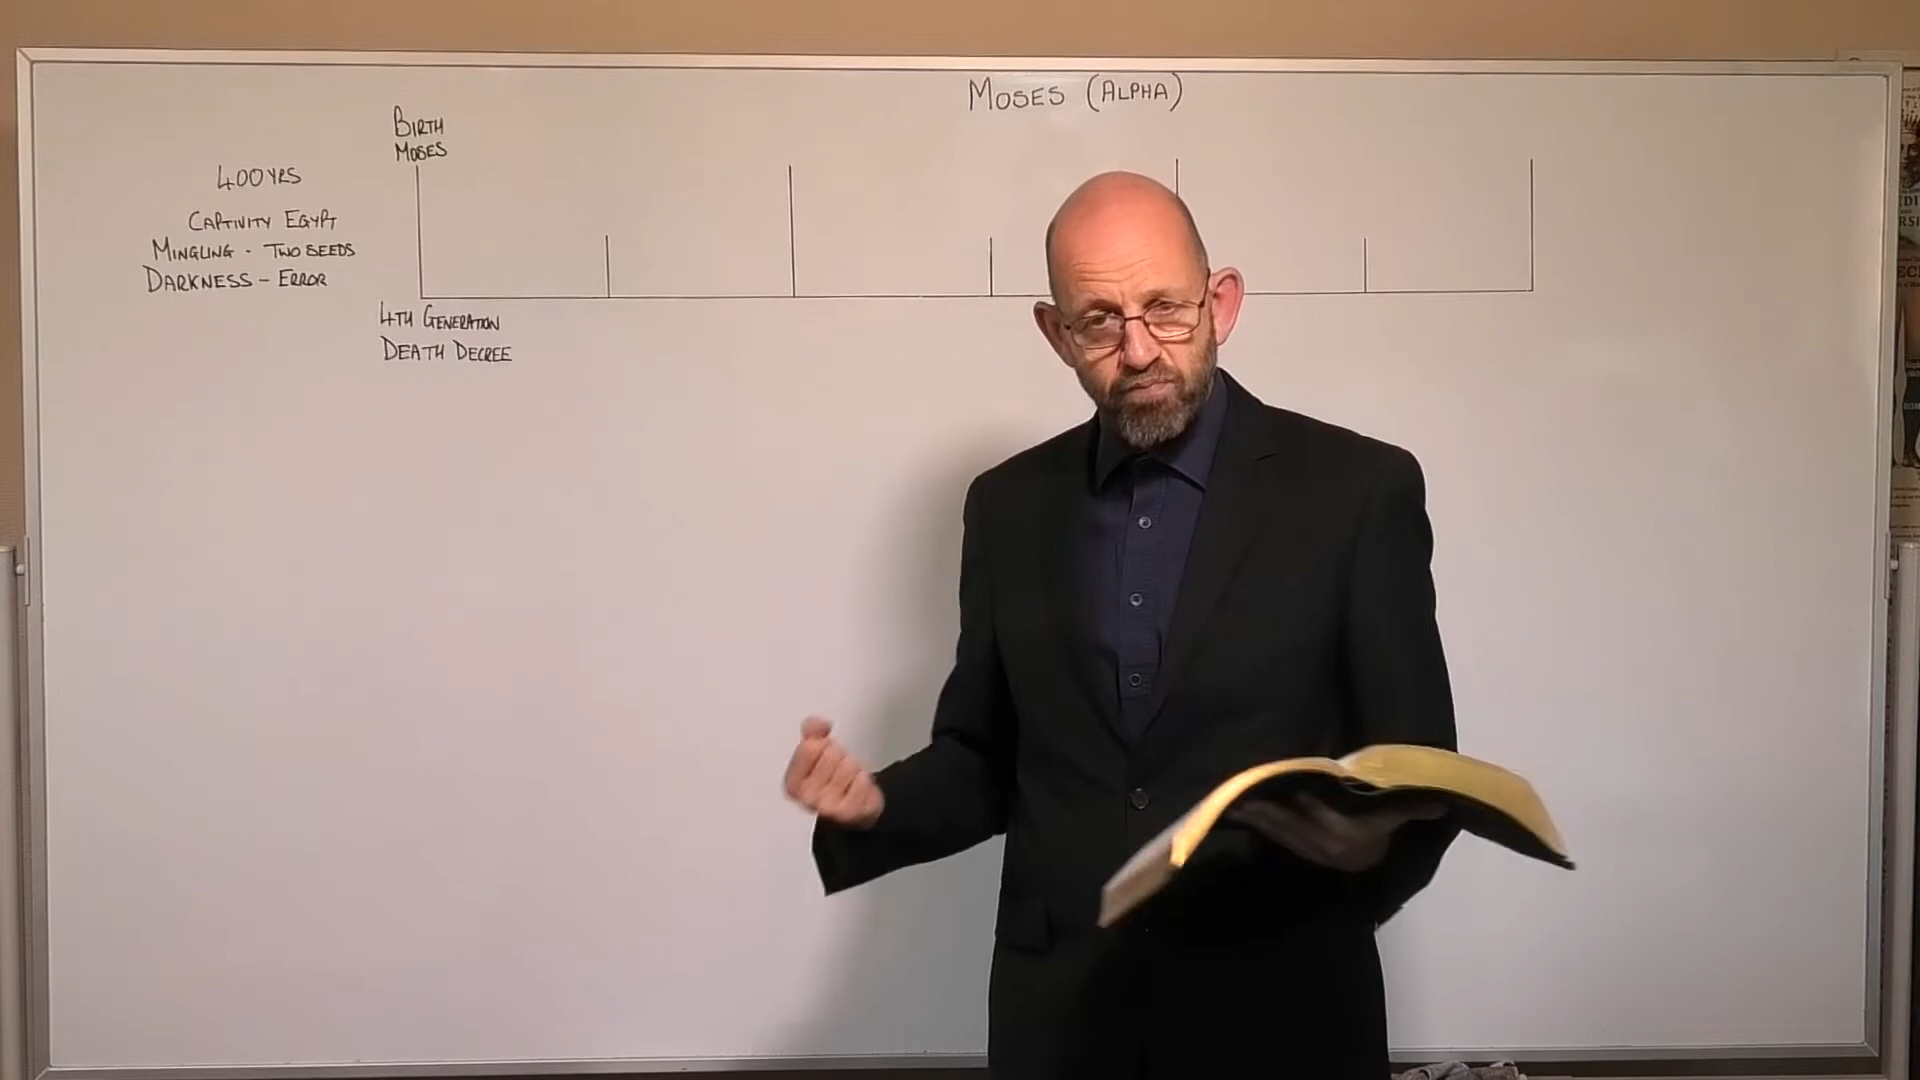 MOSES (ALPHA)
BIRTH
MOSES
400 YRS
CAPTIVITY EGYPT
MINGLING - TWO SEEDS
DARKNESS - ERROR
4TH GENERATION
DEATH DECREE